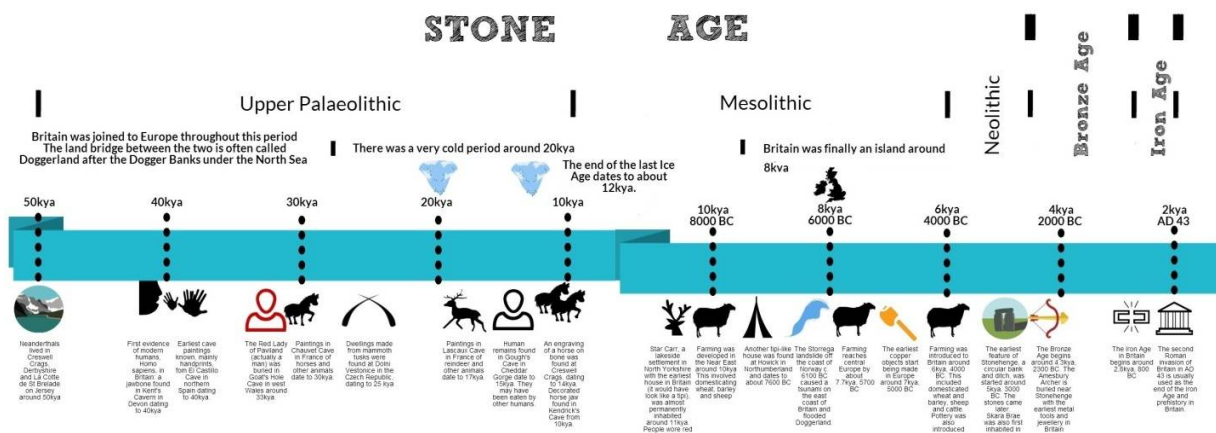 STONE AGE
Upper Palaeolithic
Mesolithic
Neolithic
Bronze Age
Iron Age
Britain was joined to Europe throughout this period
The land bridge between the two is often called
Doggerland after the Dogger Banks under the North Sea
There was a very cold period around 20kya
The end of the last Ice
Age dates to about
12kya.
Britain was finally an island around
8kya
50kya
40kya
30kya
20kya
10kya
10kya
8000 BC
8kya
6000 BC
6kya
4000 BC
4kya
2000 BC
2kya
AD 43
Neanderthals
lived in
Creswell
Crags,
Derbyshire
and La Cotte
de St Brelade
on Jersey
around 50kya
First evidence of
modern humans,
Homo
sapiens, in
Britain: a
jawbone found
in Kent's
Cavern in
Devon dating
to 40kya
Earliest cave
paintings
known, mainly
handprints,
from El Castillo
Cave in
northern
Spain dating
to 40kya.
The Red Lady
of Paviland
(actually a
man) was
buried in
Goat's Hole
Cave in west
Wales around
33kya.
Paintings in
Chauvet Cave
in France of
horses and
other animals
date to 30kya.
Dwellings made
from mammoth
tusks were
found at Dolni
Vestonice in the
Czech Republic,
dating to 25 kya
Paintings in
Lascaux Cave
in France of
reindeer and
other animals
date to 17kya.
Human
remains found
in Gough's
Cave in
Cheddar
Gorge date to
15kya. They
may have
been eaten by
other humans.
An engraving
of a horse on
bone was
found at
Creswell
Crags, dating
to 14kya.
Decorated
horse jaw
found in
Kendrick's
Cave from
10kya.
Star Carr, a
lakeside
settlement in
North Yorkshire
with the earliest
house in Britain
(it would have
look like a tipi),
was almost
permanently
inhabited
around 11kya.
People wore red
Farming was
developed in
the Near East
around 10kya
This involved
domesticating
wheat, barley
and sheep
Another tipi-like
house was found
at Howick in
Northumberland
and dates to
about 7600 BC
The Storrega
landslide off
the coast of
Norway c.
6100 BC
caused a
tsunami on the
east coast of
Britain and
flooded
Doggerland.
Farming
reaches
central
Europe by
about
7.7kya, 5700
BC
The earliest
copper
objects start
being made
in Europe
around 7kya,
5000 BC
Farming was
introduced to
Britain around
6kya, 4000
BC. This
included
domesticated
wheat and
barley, sheep
and cattle.
Pottery was
also introduced
The earliest
feature of
Stonehenge, a
circular bank
and ditch, was
started around
5kya, 3000
BC. The stones
came later
Skara Brae
was also first
inhabited in
The Bronze
Age begins
around 4.3kya,
2300 BC. The
Amesbury
Archer is buried
near
Stonehenge
with the
earliest metal
tools and
jewellery in
Britain
The Iron Age
in Britain
begins around
2.8kya, 800
BC
The second
Roman
invasion of
Britain in AD
43 is usually
used as the
end of the Iron
Age and
prehistory in
Britain.